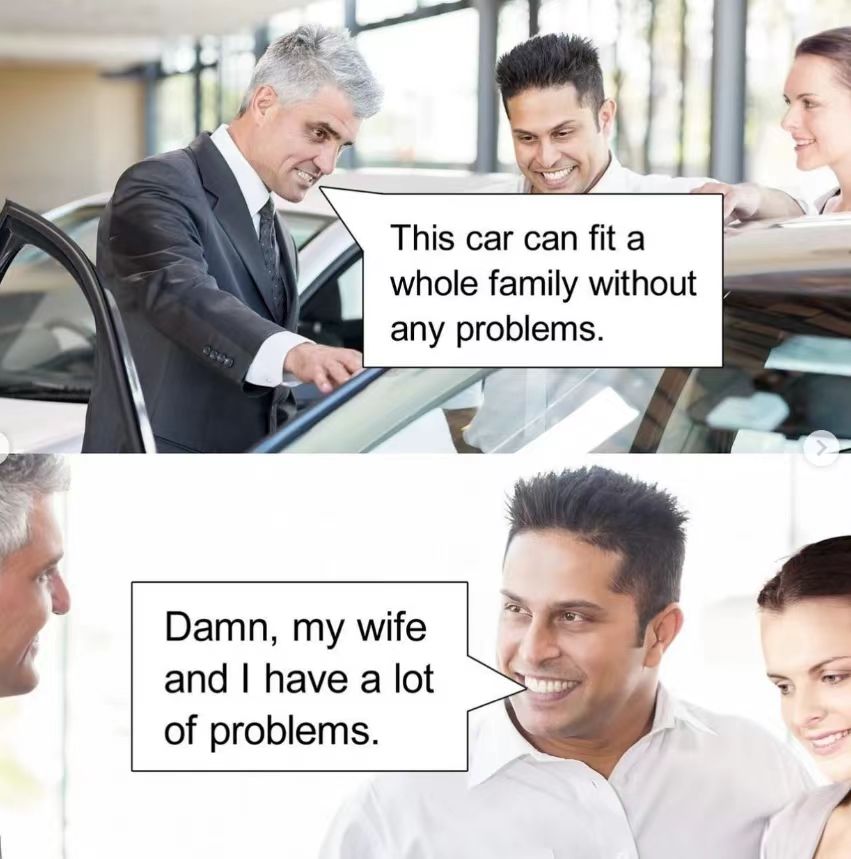 This car can fit a
whole family without
any problems.
Damn, my wife
and I have a lot
of problems.